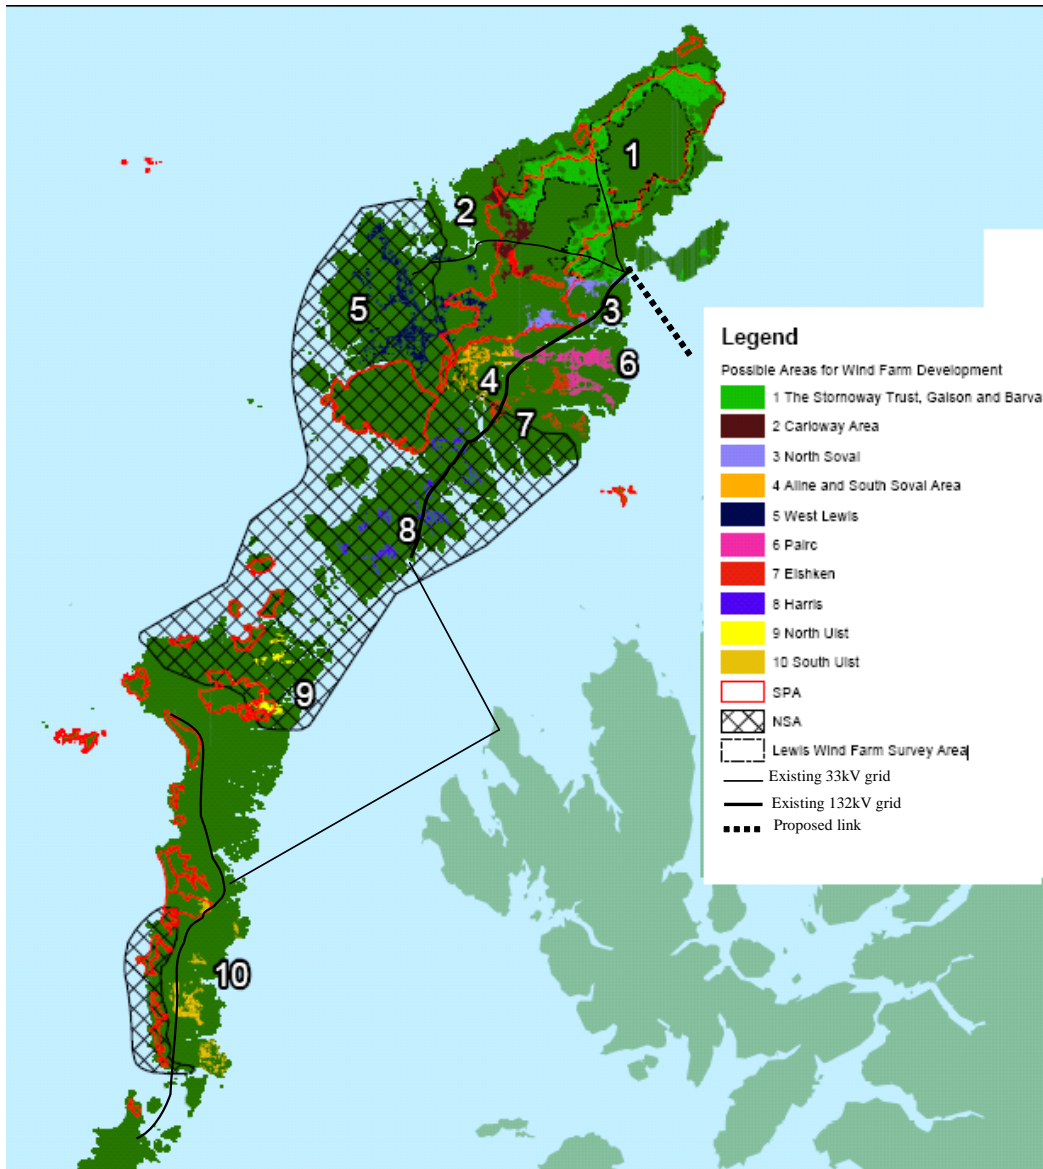 1
2
5
3
6
4
7
8
9
10
Legend
Possible Areas for Wind Farm Development
1 The Stornoway Trust, Galson and Barva
2 Carloway Area
3 North Soval
4 Aline and South Soval Area
5 West Lewis
6 Pairc
7 Eishken
8 Harris
9 North Uist
10 South Uist
SPA
NSA
Lewis Wind Farm Survey Area
Existing 33kV grid
Existing 132kV grid
Proposed link